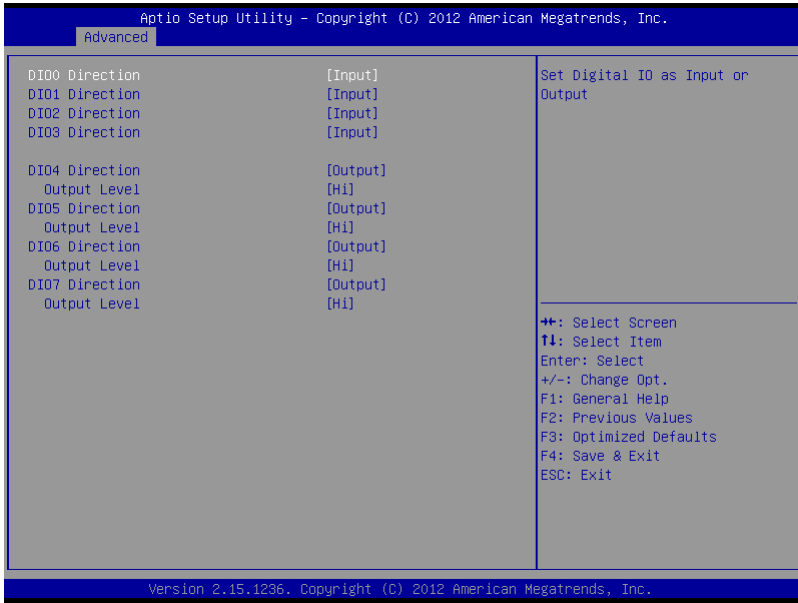 Aptio Setup Utility – Copyright (C) 2012 American Megatrends, Inc.
Advanced
DIO0 Direction [Input]
DIO1 Direction [Input]
DIO2 Direction [Input]
DIO3 Direction [Input]
DIO4 Direction [Output]
Output Level [Hi]
DIO5 Direction [Output]
Output Level [Hi]
DIO6 Direction [Output]
Output Level [Hi]
DIO7 Direction [Output]
Output Level [Hi]
Set Digital IO as Input or
Output
→←: Select Screen
↑↓: Select Item
Enter: Select
+/-: Change Opt.
F1: General Help
F2: Previous Values
F3: Optimized Defaults
F4: Save & Exit
ESC: Exit
Version 2.15.1236. Copyright (C) 2012 American Megatrends, Inc.